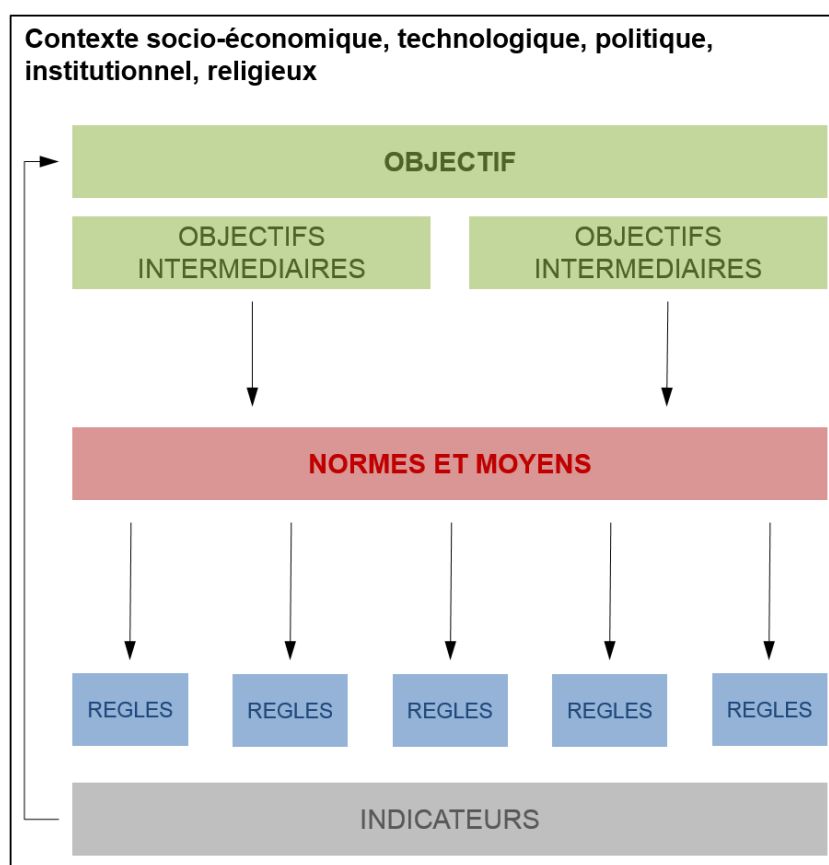 Contexte socio-économique, technologique, politique,
institutionnel, religieux
OBJECTIF
OBJECTIFS
INTERMEDIAIRES
OBJECTIFS
INTERMEDIAIRES
NORMES ET MOYENS
REGLES
REGLES
REGLES
REGLES
REGLES
INDICATEURS